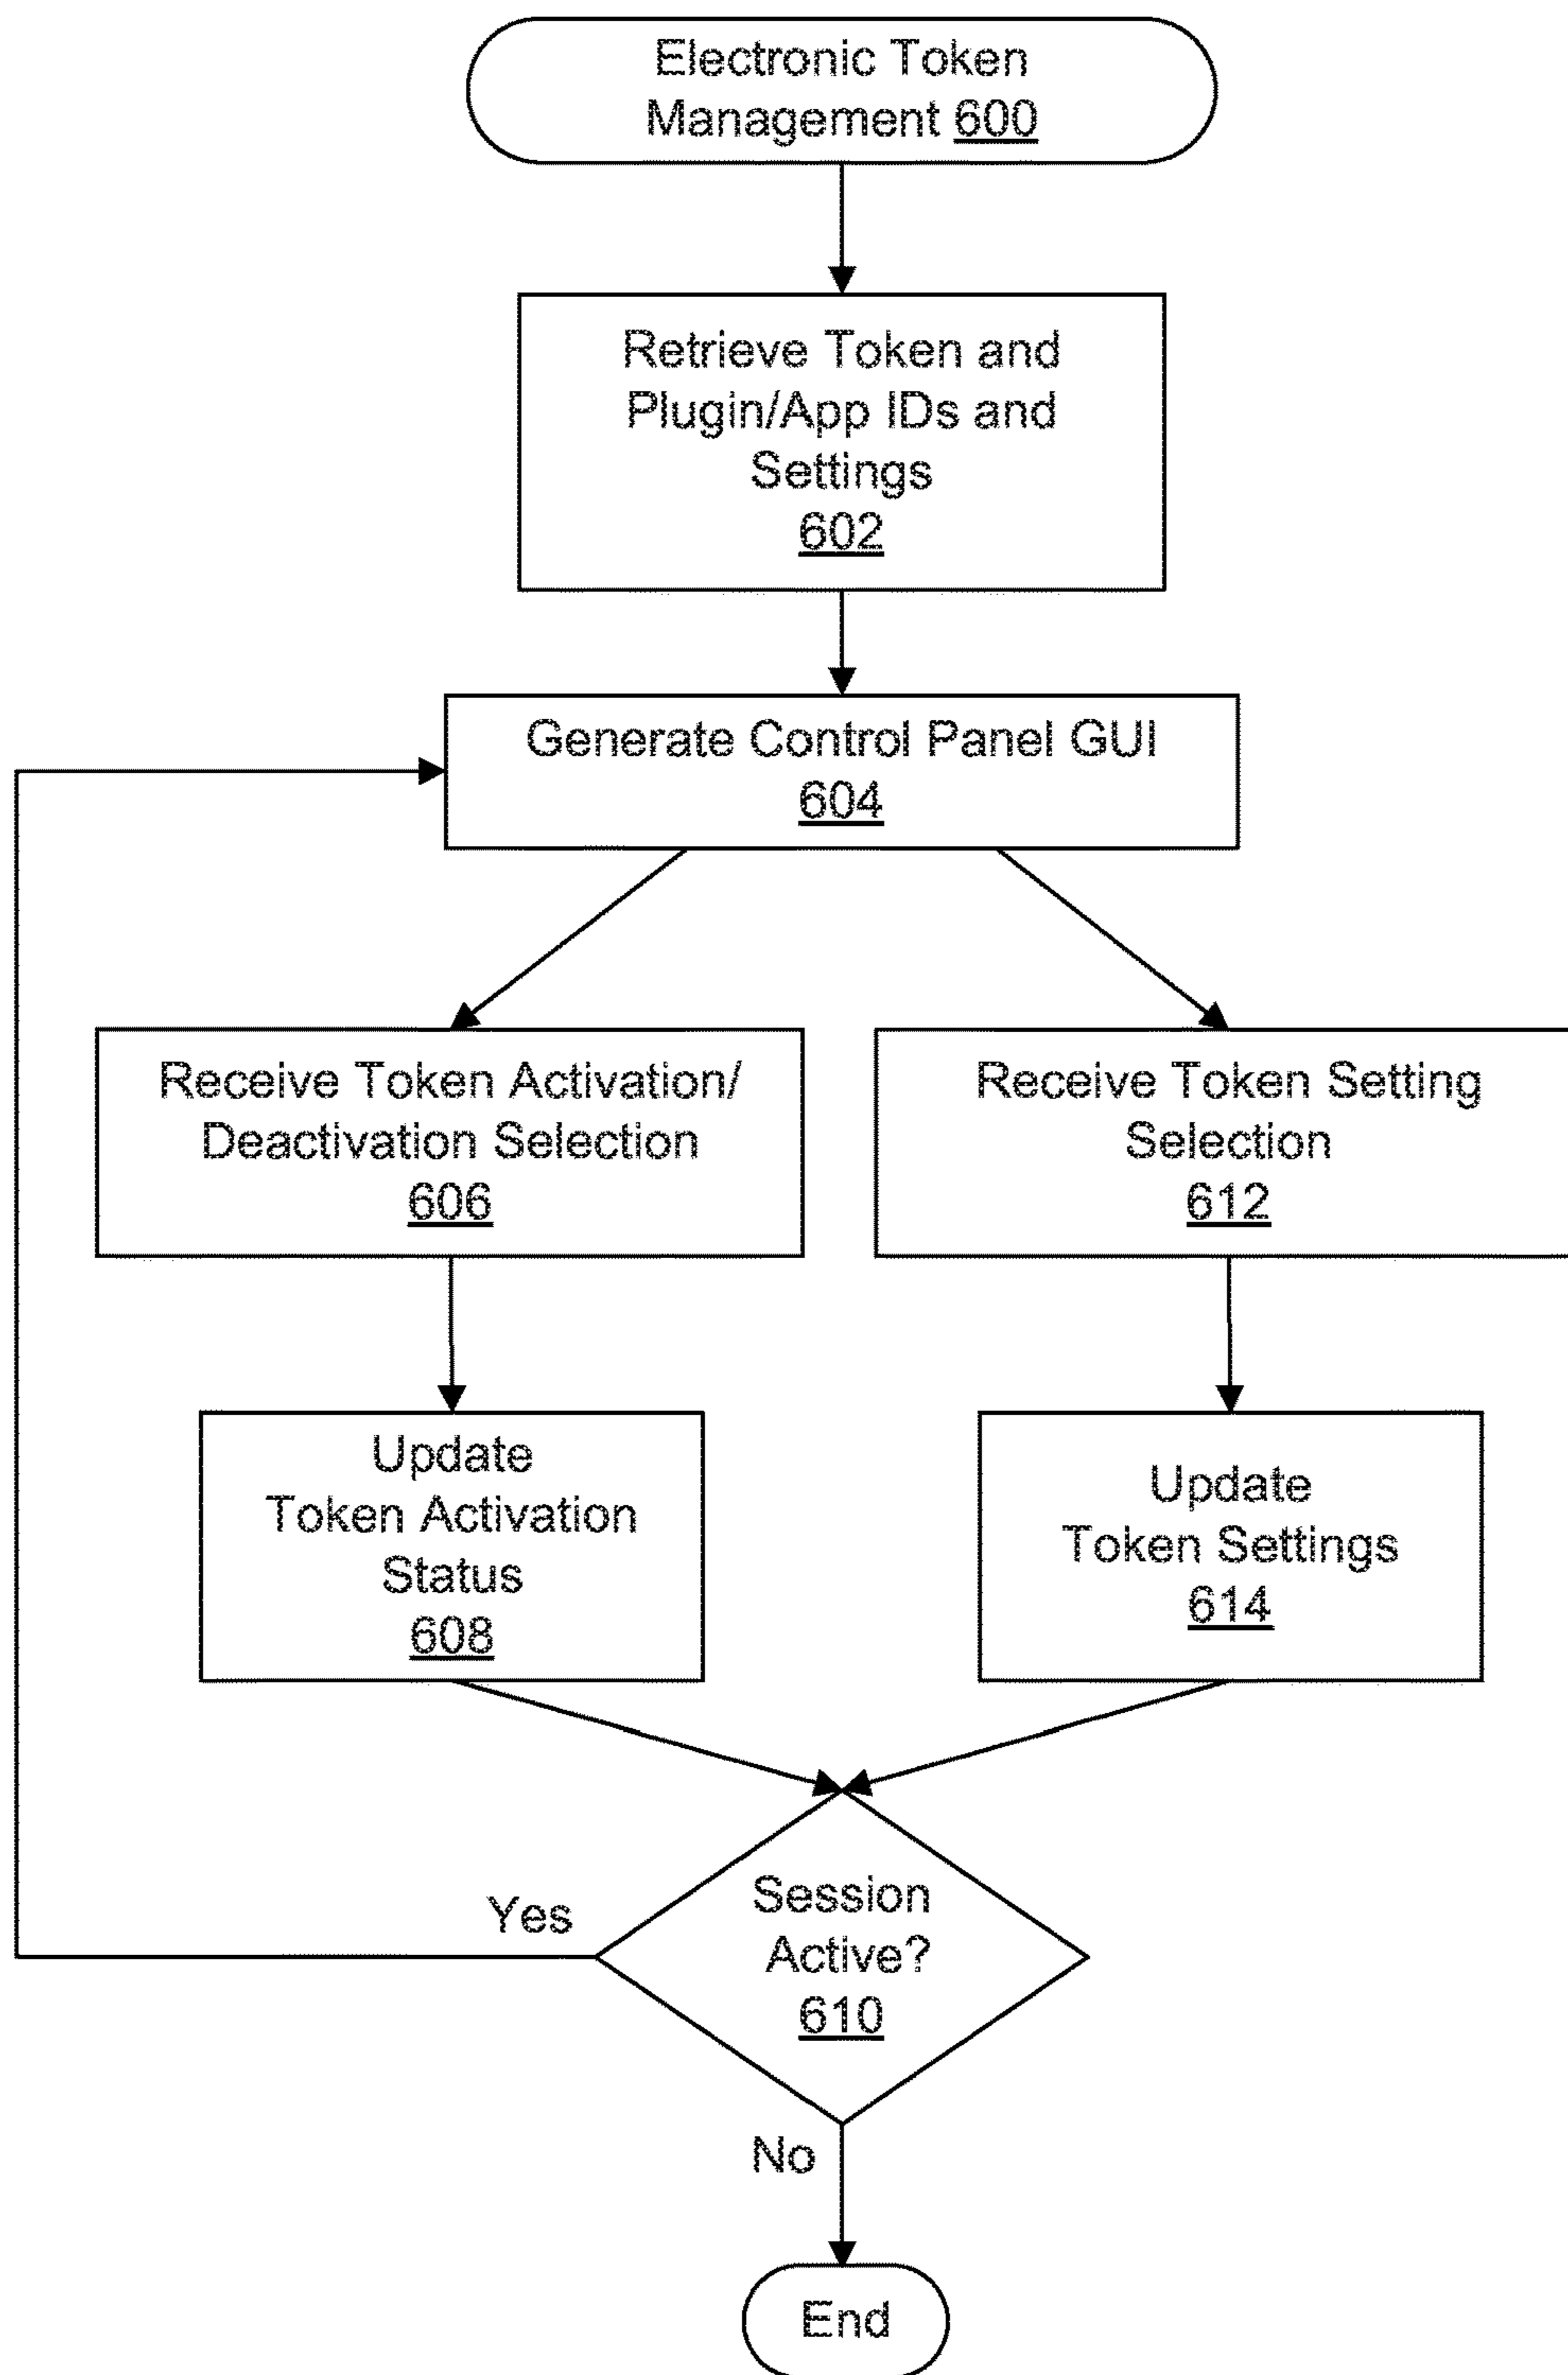 Electronic Token
Management 600
Retrieve Token and
Plugin/App IDs and
Settings
602
Generate Control Panel GUI
604
Receive Token Activation/
Deactivation Selection
606
Receive Token Setting
Selection
612
Update
Token Activation
Status
608
Update
Token Settings
614
Session
Active?
610
Yes
No
End